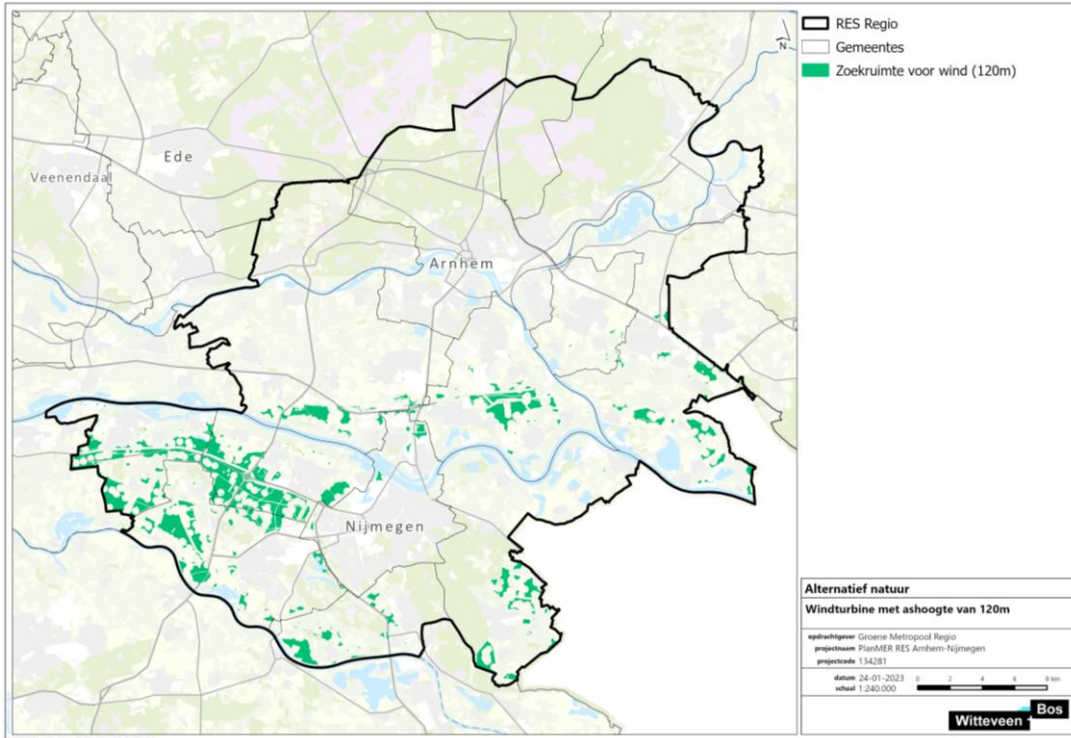 N
RES Regio
Gemeentes
Zoekruimte voor wind (120m)
Ede
Veenendaal
Arnhem
Nijmegen
Alternatief natuur
Windturbine met ashoogte van 120m
opdrachtgever Groene Metropool Regio
projectnaam PlanMER RES Arnhem-Nijmegen
projectcode 134281
datum 24-01-2023
0 2 4 6 8 km
schaal 1:240.000
Witteveen + Bos